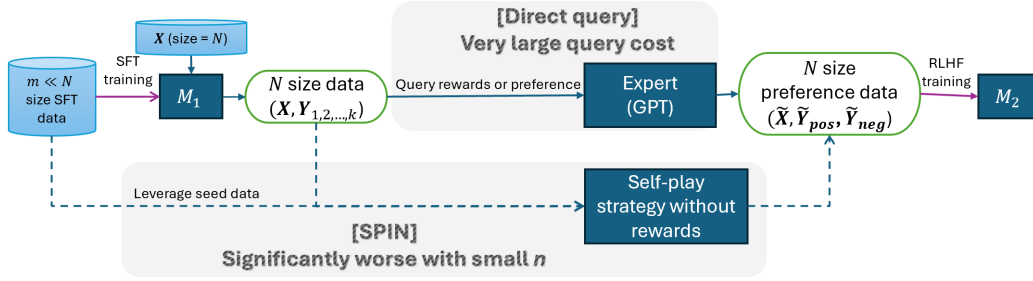 [Direct query]
Very large query cost
𝑿 (size = 𝑁)
𝑚 ≪ 𝑁
size SFT
data
SFT
training
𝑴₁
𝑁 size data
(𝑿, 𝒀₁,₂,…,ₖ)
Query rewards or preference
Expert
(GPT)
𝑁 size
preference data
(𝑿̃, 𝒀̃ₚₒₛ, 𝒀̃ₙₑ𝓰)
RLHF
training
𝑴₂
Leverage seed data
Self-play
strategy without
rewards
[SPIN]
Significantly worse with small n